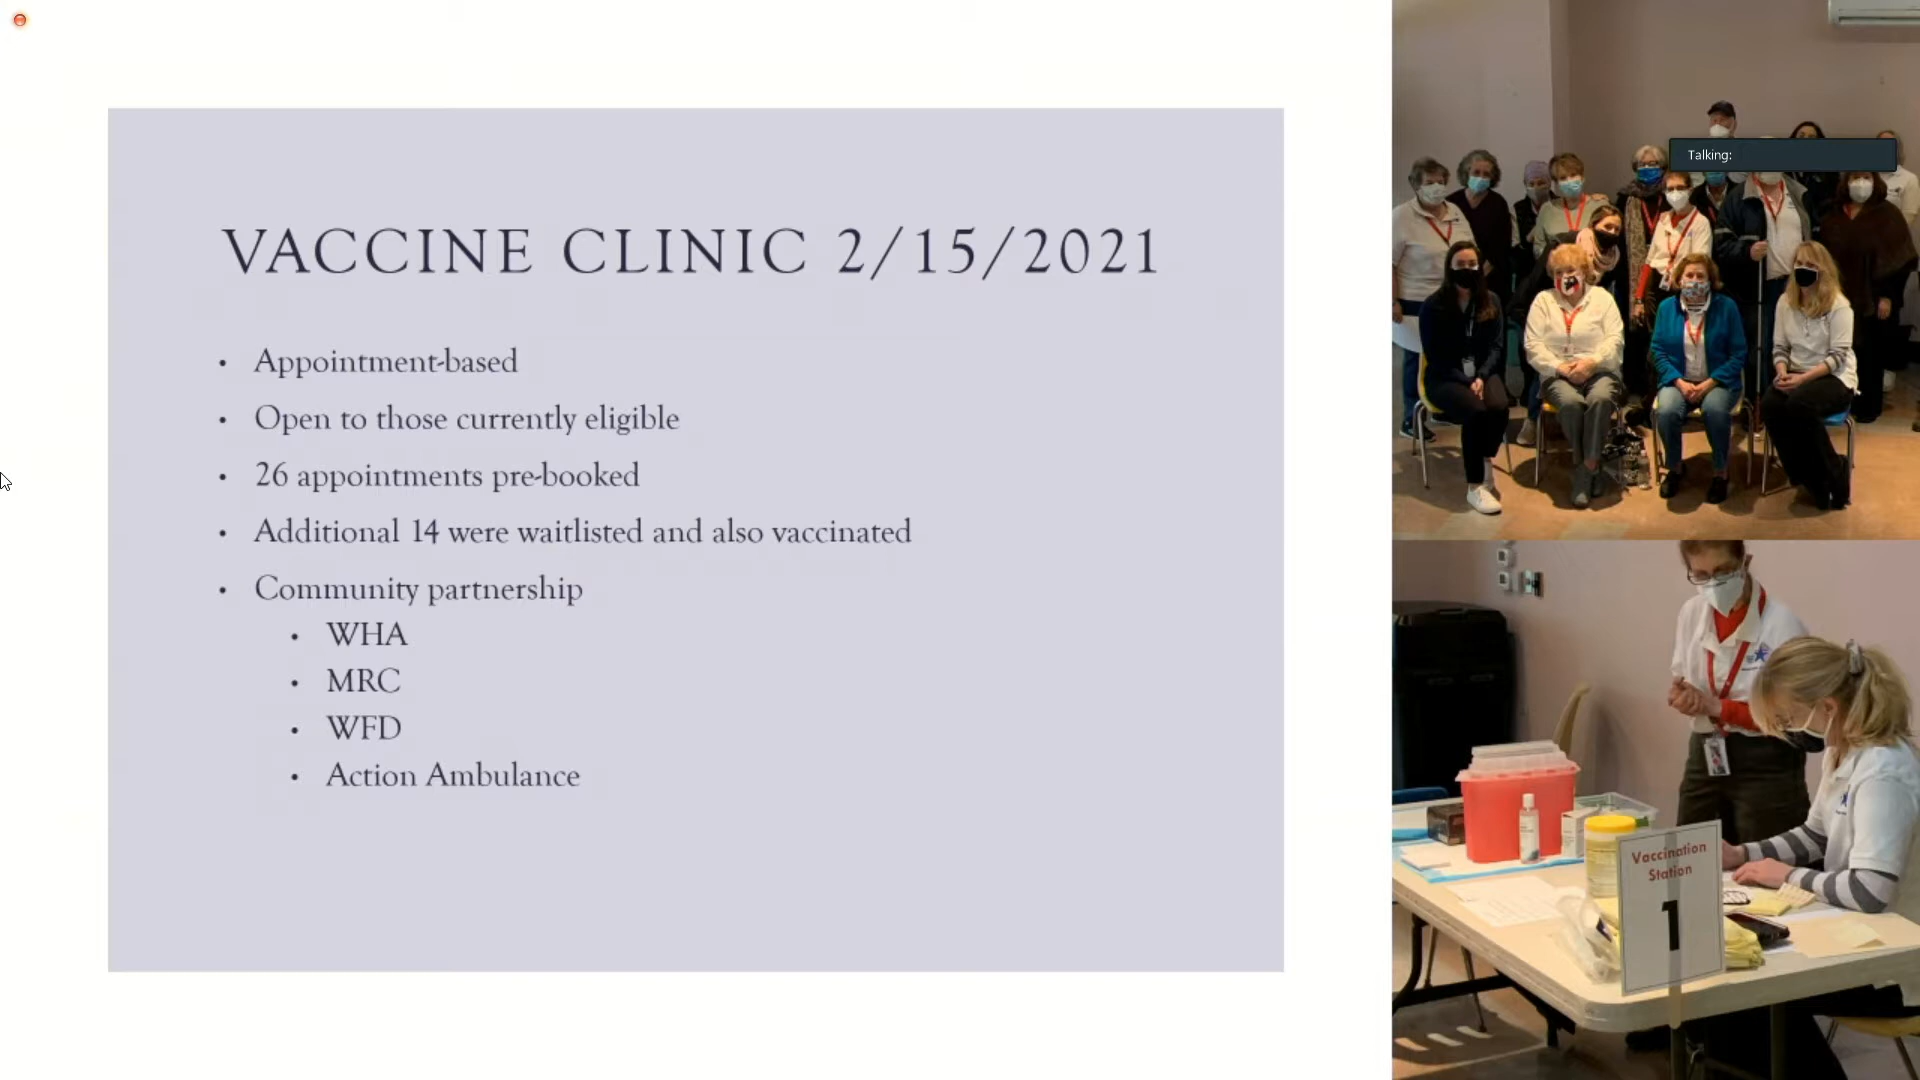 VACCINE CLINIC 2/15/2021
• Appointment-based
• Open to those currently eligible
• 26 appointments pre-booked
• Additional 14 were waitlisted and also vaccinated
• Community partnership
• WHA
• MRC
• WFD
• Action Ambulance
Talking:
Vaccination
Station
1